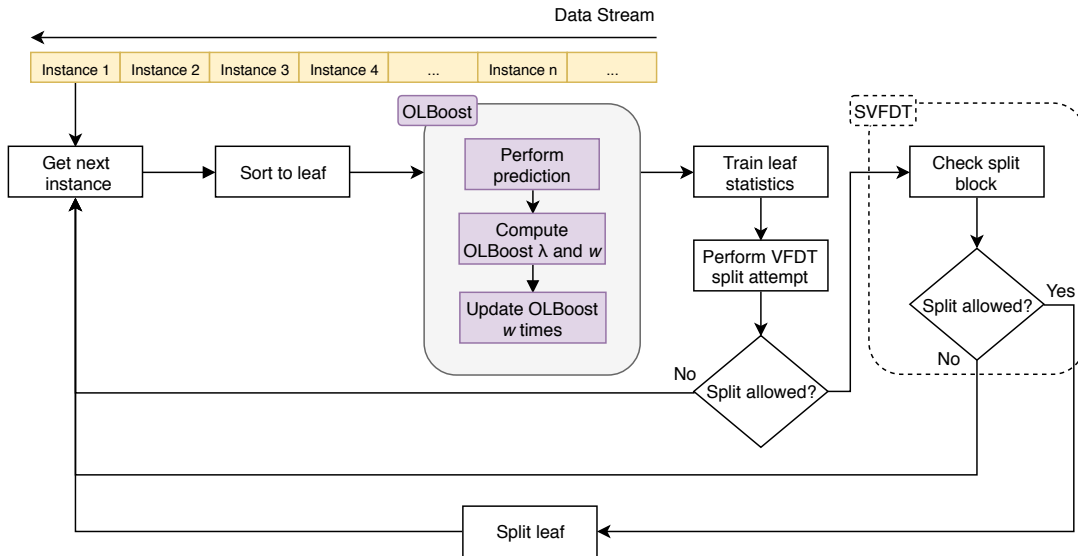 Data Stream
Instance 1
Instance 2
Instance 3
Instance 4
...
Instance n
...
OLBoost
SVFDT
Get next
instance
Sort to leaf
Perform
prediction
Compute
OLBoost λ and w
Update OLBoost
w times
Train leaf
statistics
Perform VFDT
split attempt
Split allowed?
No
Check split
block
Split allowed?
Yes
No
Split leaf